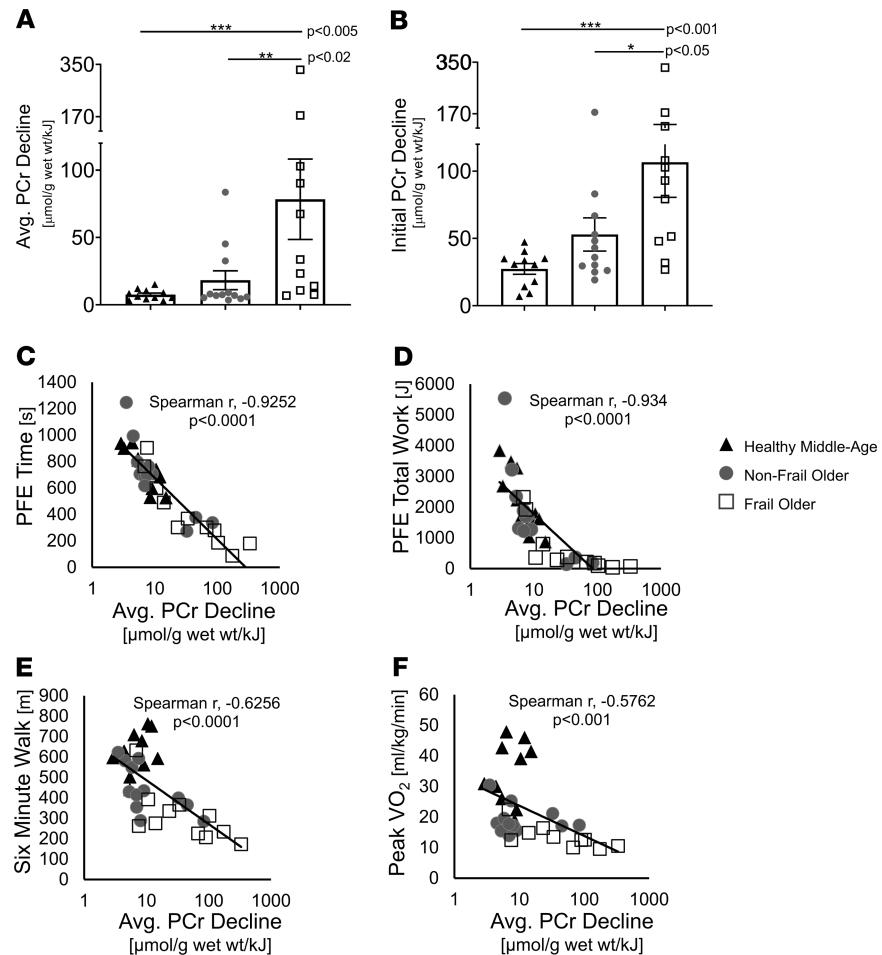 A
***
p<0.005
**
p<0.02
350
170
100
50
0
Avg. PCr Decline
[µmol/g wet wt/kJ]
B
***
p<0.001
*
p<0.05
350
170
100
50
0
Initial PCr Decline
[µmol/g wet wt/kJ]
C
1400
1200
1000
800
600
400
200
0
PFE Time [s]
Spearman r, -0.9252
p<0.0001
1 10 100 1000
Avg. PCr Decline
[µmol/g wet wt/kJ]
D
6000
5000
4000
3000
2000
1000
0
PFE Total Work [J]
Spearman r, -0.934
p<0.0001
1 10 100 1000
Avg. PCr Decline
[µmol/g wet wt/kJ]
Healthy Middle-Age
Non-Frail Older
Frail Older
E
900
800
700
600
500
400
300
200
100
0
Six Minute Walk [m]
Spearman r, -0.6256
p<0.0001
1 10 100 1000
Avg. PCr Decline
[µmol/g wet wt/kJ]
F
60
50
40
30
20
10
0
Peak VO2 [ml/kg/min]
Spearman r, -0.5762
p<0.001
1 10 100 1000
Avg. PCr Decline
[µmol/g wet wt/kJ]